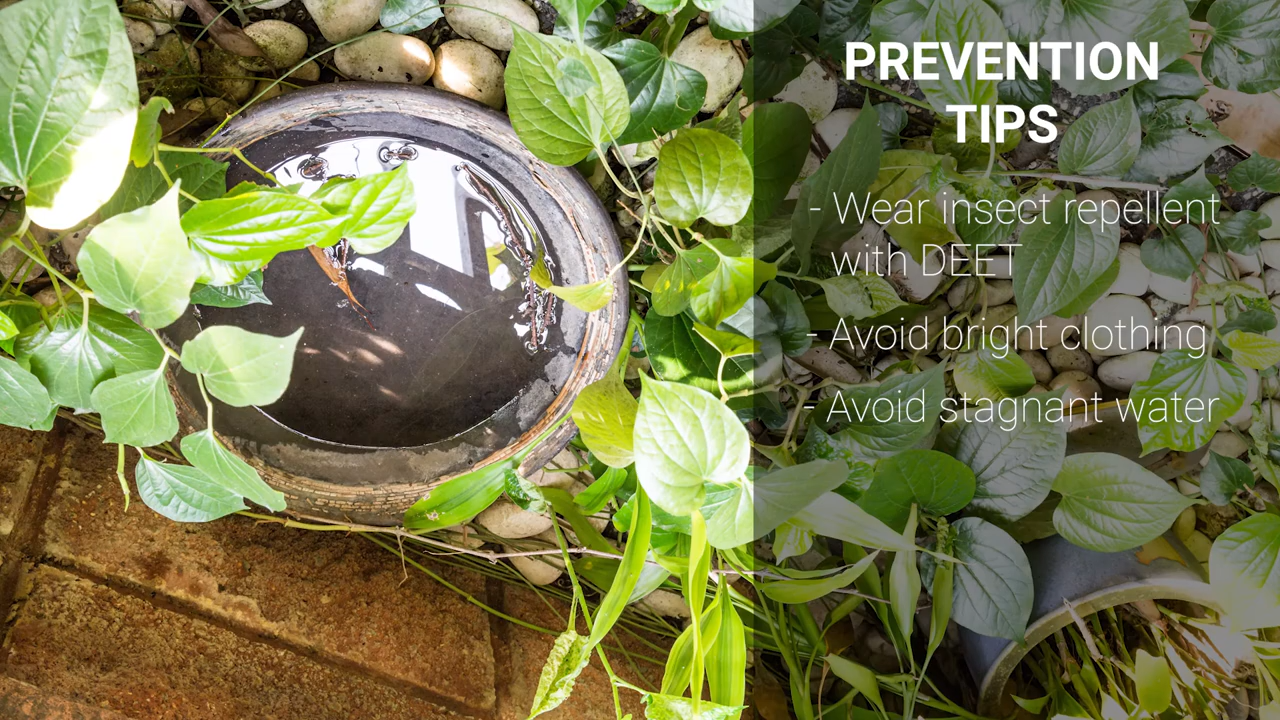 PREVENTION
TIPS
- Wear insect repellent
with DEET
- Avoid bright clothing
- Avoid stagnant water